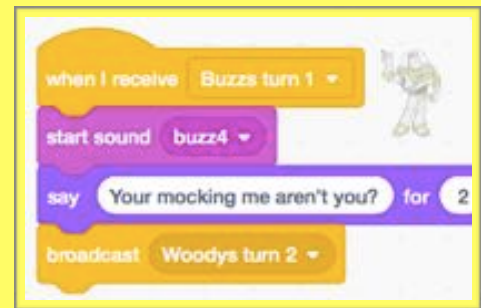 when I receive Buzzs turn 1
start sound buzz4
say Your mocking me aren't you? for 2
broadcast Woodys turn 2